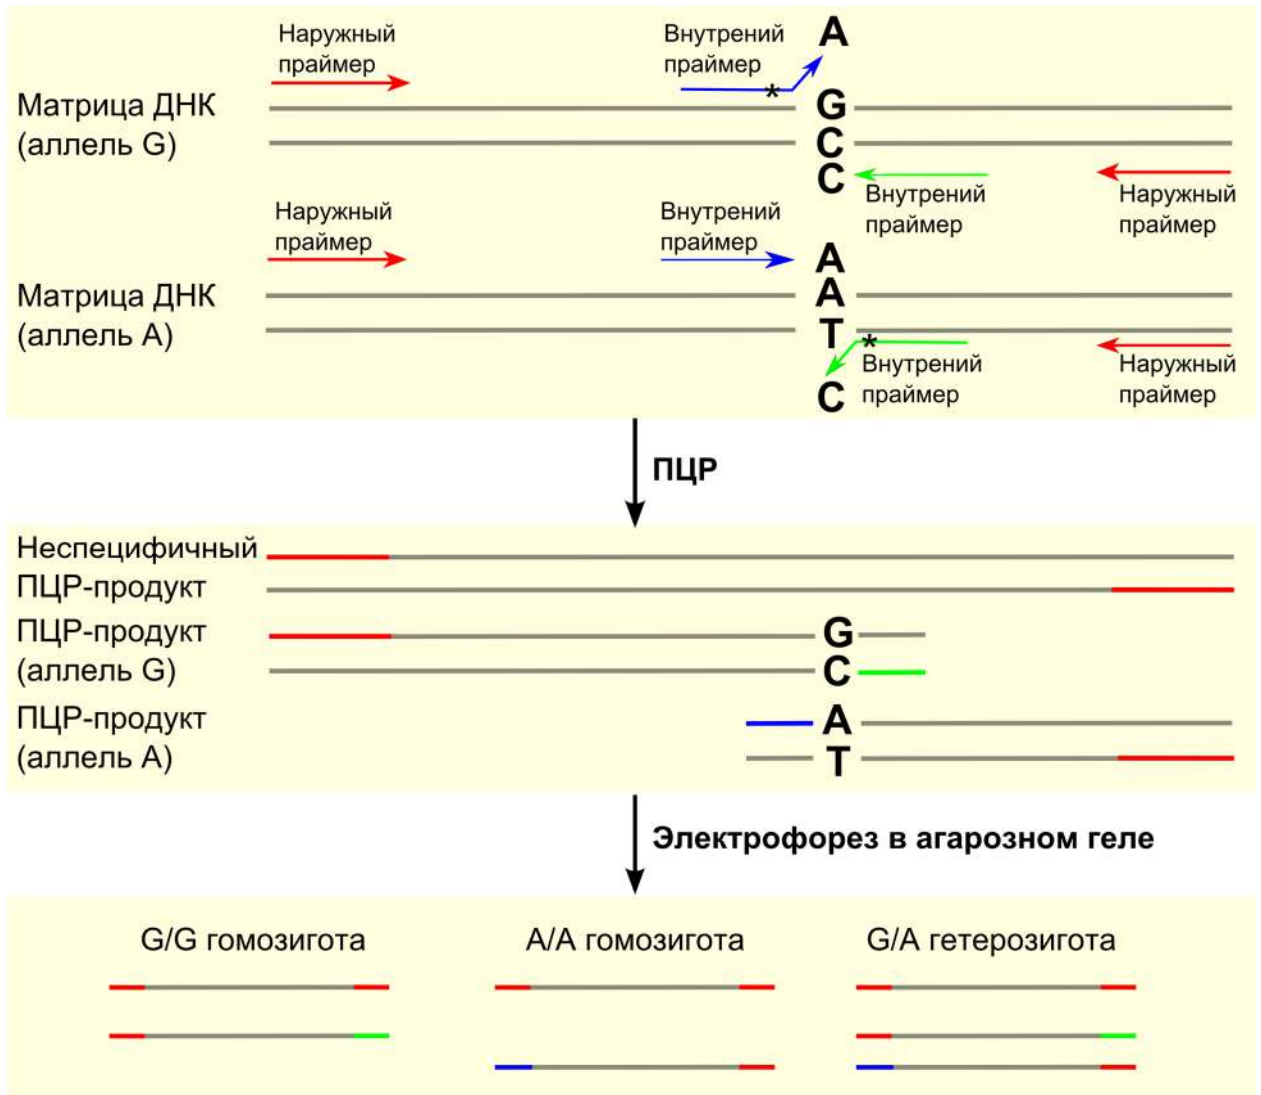 Наружный
праймер
Внутрений
праймер
A
*
Матрица ДНК
(аллель G)
G
C
C
Внутрений
праймер
Наружный
праймер
Наружный
праймер
Внутрений
праймер
A
Матрица ДНК
(аллель A)
A
T
*
C
Внутрений
праймер
Наружный
праймер
ПЦР
Неспецифичный
ПЦР-продукт
ПЦР-продукт
(аллель G)
G
C
ПЦР-продукт
(аллель A)
A
T
Электрофорез в агарозном геле
G/G гомозигота
A/A гомозигота
G/A гетерозигота